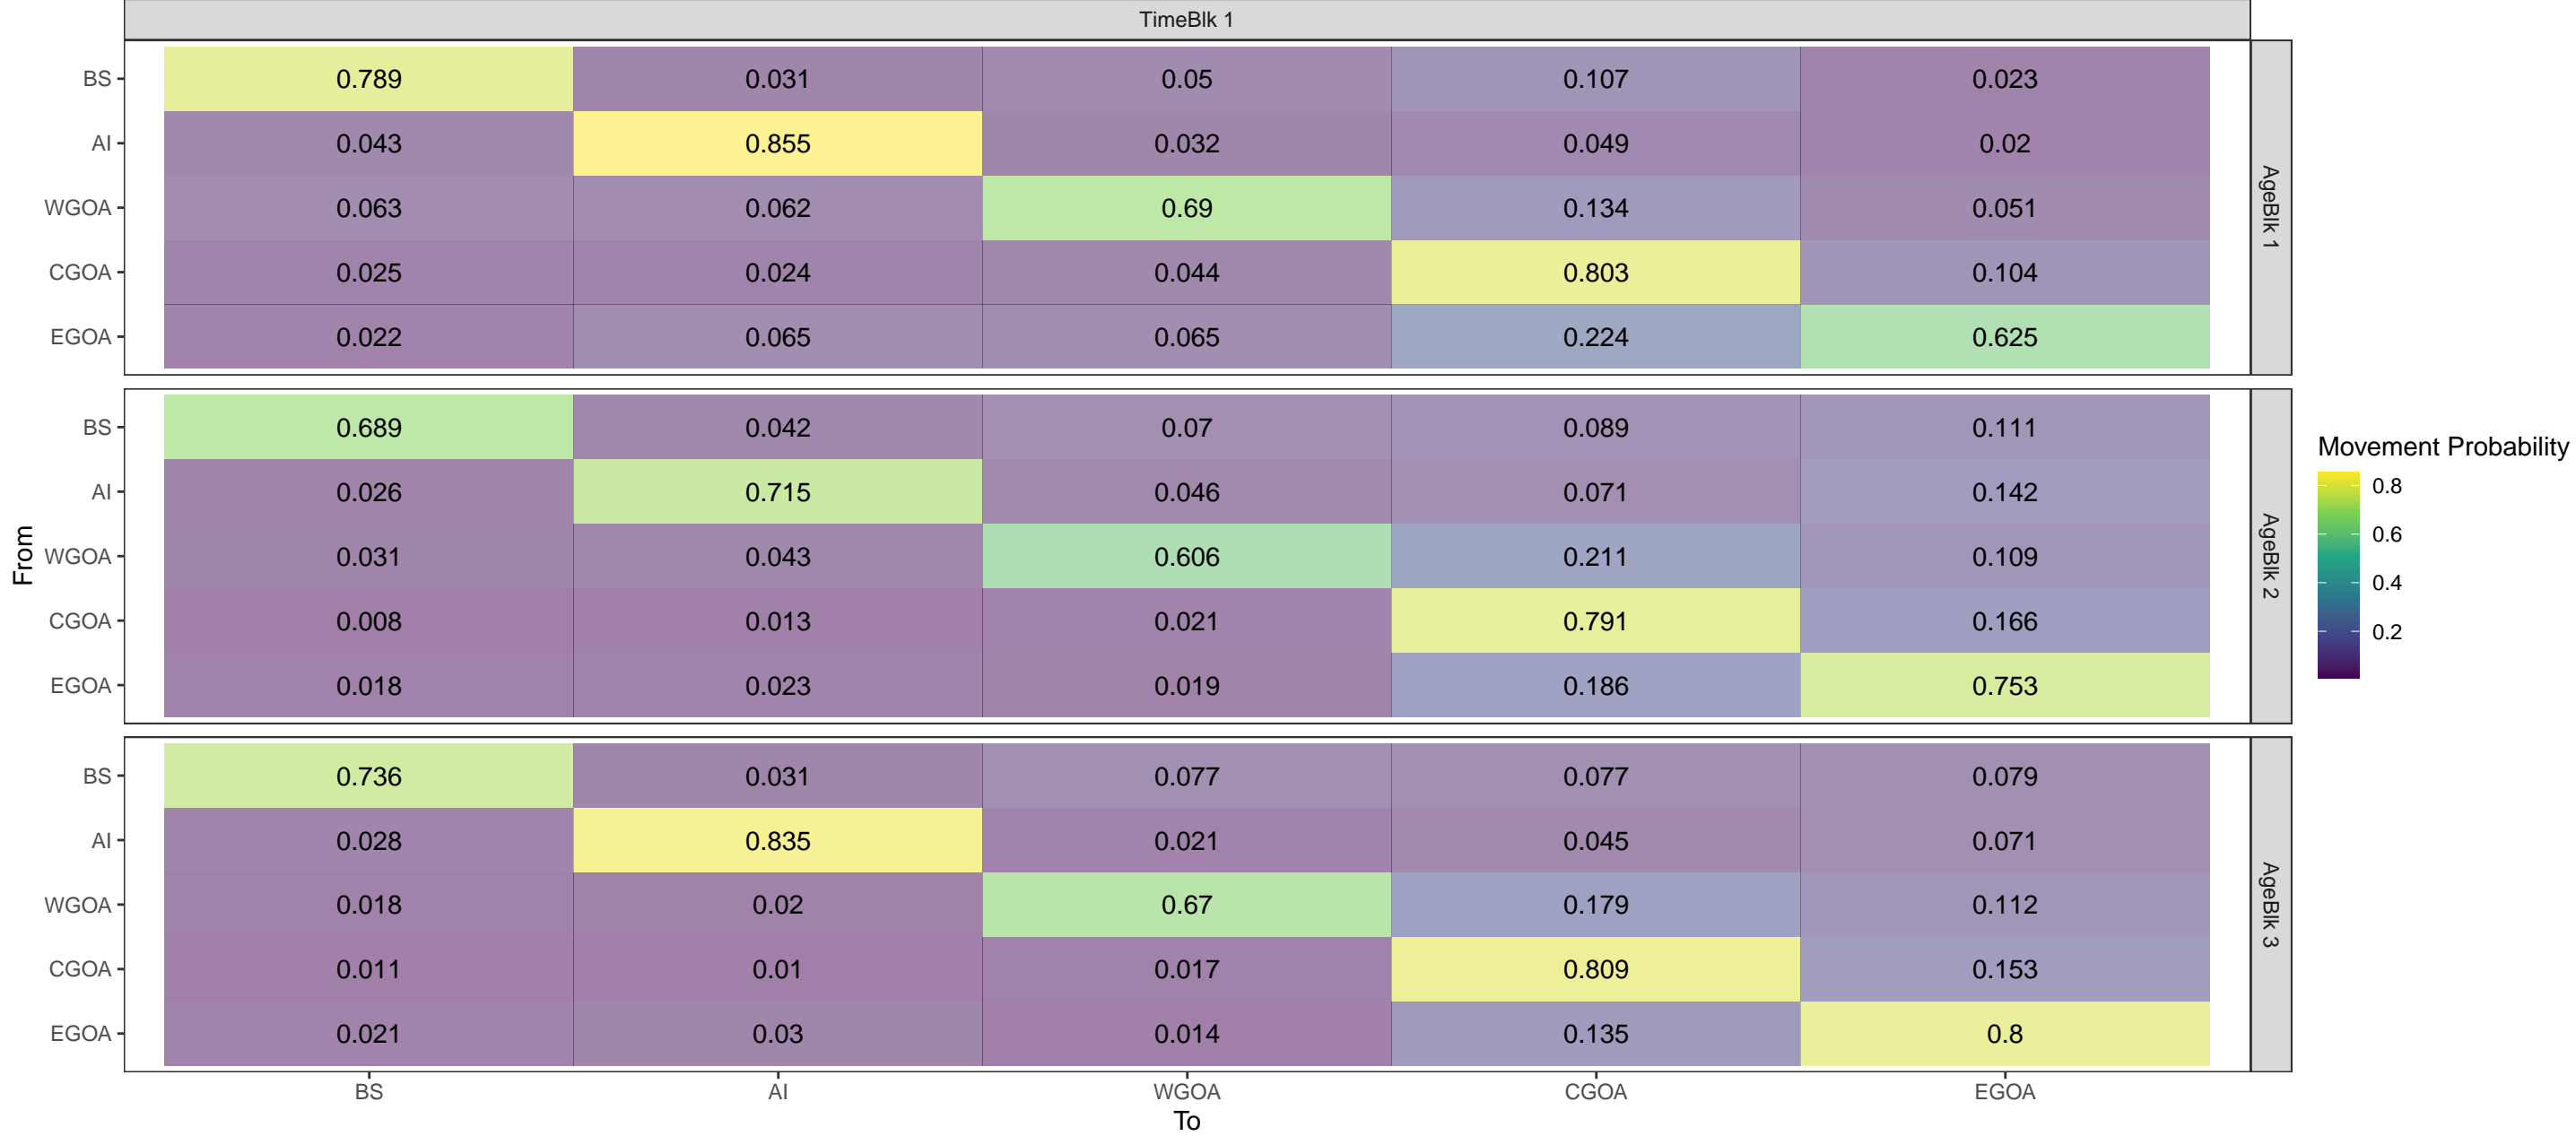 TimeBlk 1
BS 0.789 0.031 0.05 0.107 0.023
AI 0.043 0.855 0.032 0.049 0.02
WGOA 0.063 0.062 0.69 0.134 0.051
CGOA 0.025 0.024 0.044 0.803 0.104
EGOA 0.022 0.065 0.065 0.224 0.625
AgeBlk 1
BS 0.689 0.042 0.07 0.089 0.111
AI 0.026 0.715 0.046 0.071 0.142
WGOA 0.031 0.043 0.606 0.211 0.109
CGOA 0.008 0.013 0.021 0.791 0.166
EGOA 0.018 0.023 0.019 0.186 0.753
AgeBlk 2
BS 0.736 0.031 0.077 0.077 0.079
AI 0.028 0.835 0.021 0.045 0.071
WGOA 0.018 0.02 0.67 0.179 0.112
CGOA 0.011 0.01 0.017 0.809 0.153
EGOA 0.021 0.03 0.014 0.135 0.8
AgeBlk 3
BS AI WGOA CGOA EGOA
To
From
Movement Probability
0.8
0.6
0.4
0.2